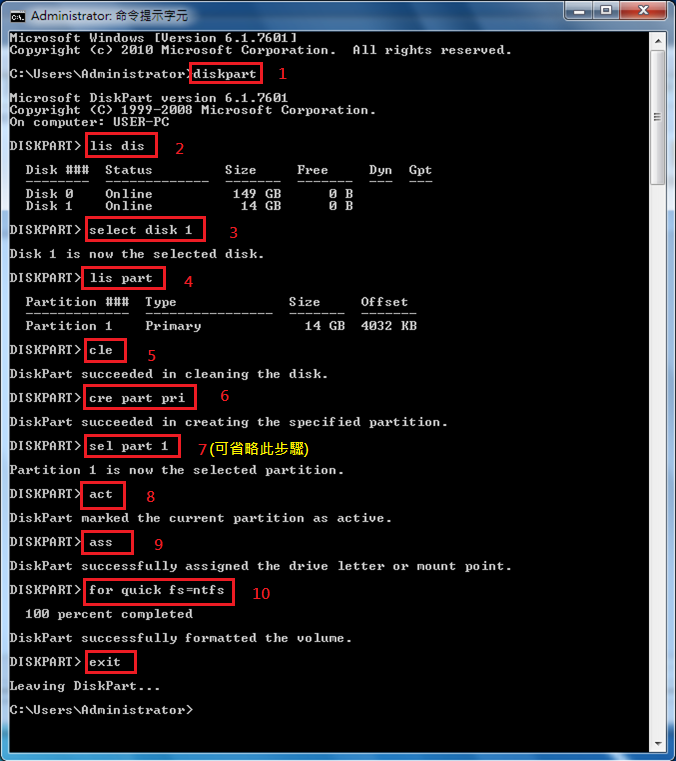 Administrator: 命令提示字元
Microsoft Windows [Version 6.1.7601]
Copyright (c) 2010 Microsoft Corporation.  All rights reserved.
C:\Users\Administrator>diskpart 1
Microsoft DiskPart version 6.1.7601
Copyright (C) 1999-2008 Microsoft Corporation.
On computer: USER-PC
DISKPART> lis dis 2
Disk ###  Status         Size     Free     Dyn  Gpt
--------  -------------  -------  -------  ---  ---
Disk 0    Online          149 GB      0 B
Disk 1    Online           14 GB      0 B
DISKPART> select disk 1 3
Disk 1 is now the selected disk.
DISKPART> lis part 4
Partition ###  Type              Size     Offset
-------------  ----------------  -------  -------
Partition 1    Primary             14 GB  4032 KB
DISKPART> cle 5
DiskPart succeeded in cleaning the disk.
DISKPART> cre part pri 6
DiskPart succeeded in creating the specified partition.
DISKPART> sel part 1 7 (可省略此步驟)
Partition 1 is now the selected partition.
DISKPART> act 8
DiskPart marked the current partition as active.
DISKPART> ass 9
DiskPart successfully assigned the drive letter or mount point.
DISKPART> for quick fs=ntfs 10
100 percent completed
DiskPart successfully formatted the volume.
DISKPART> exit
Leaving DiskPart...
C:\Users\Administrator>